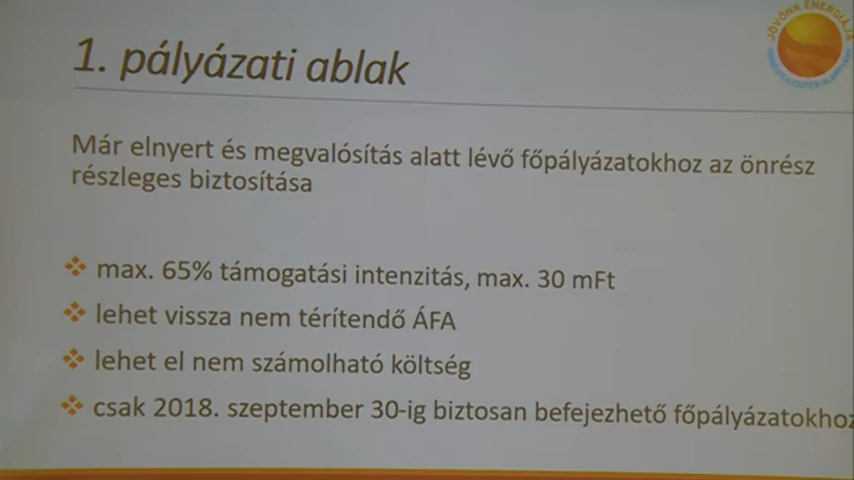 1. pályázati ablak
JÖVŐNK ENERGIÁJA
Már elnyert és megvalósítás alatt lévő főpályázatokhoz az önrész
részleges biztosítása
max. 65% támogatási intenzitás, max. 30 mFt
lehet vissza nem térítendő ÁFA
lehet el nem számolható költség
csak 2018. szeptember 30-ig biztosan befejezhető főpályázatokhoz